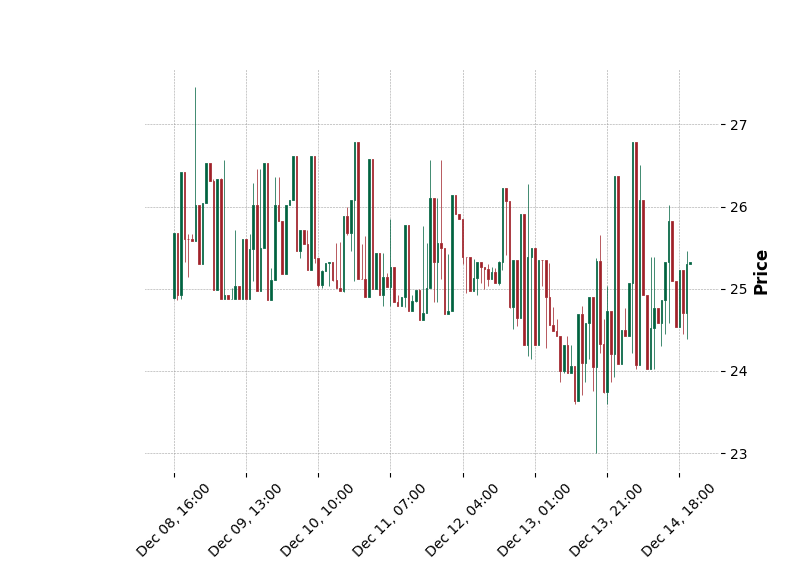 27
26
25
24
23
Price
Dec 08, 16:00
Dec 09, 13:00
Dec 10, 10:00
Dec 11, 07:00
Dec 12, 04:00
Dec 13, 01:00
Dec 13, 21:00
Dec 14, 18:00